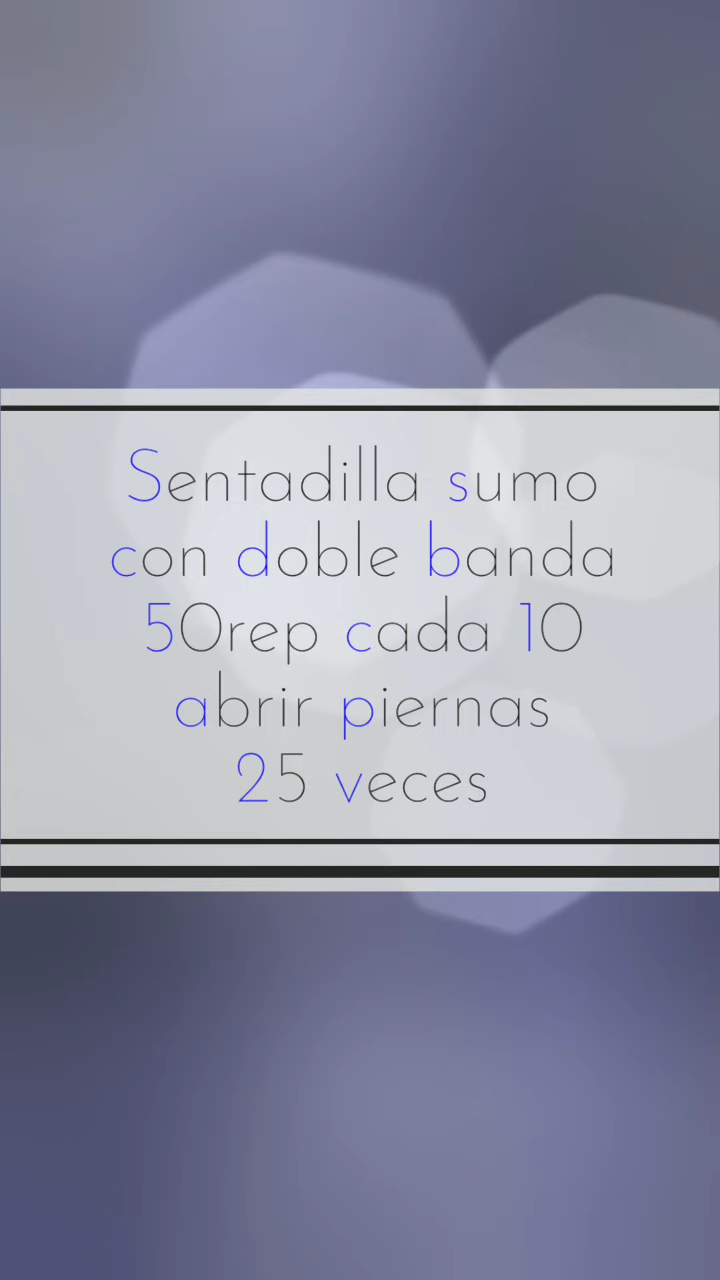 Sentadilla sumo
con doble banda
50rep cada 10
abrir piernas
25 veces